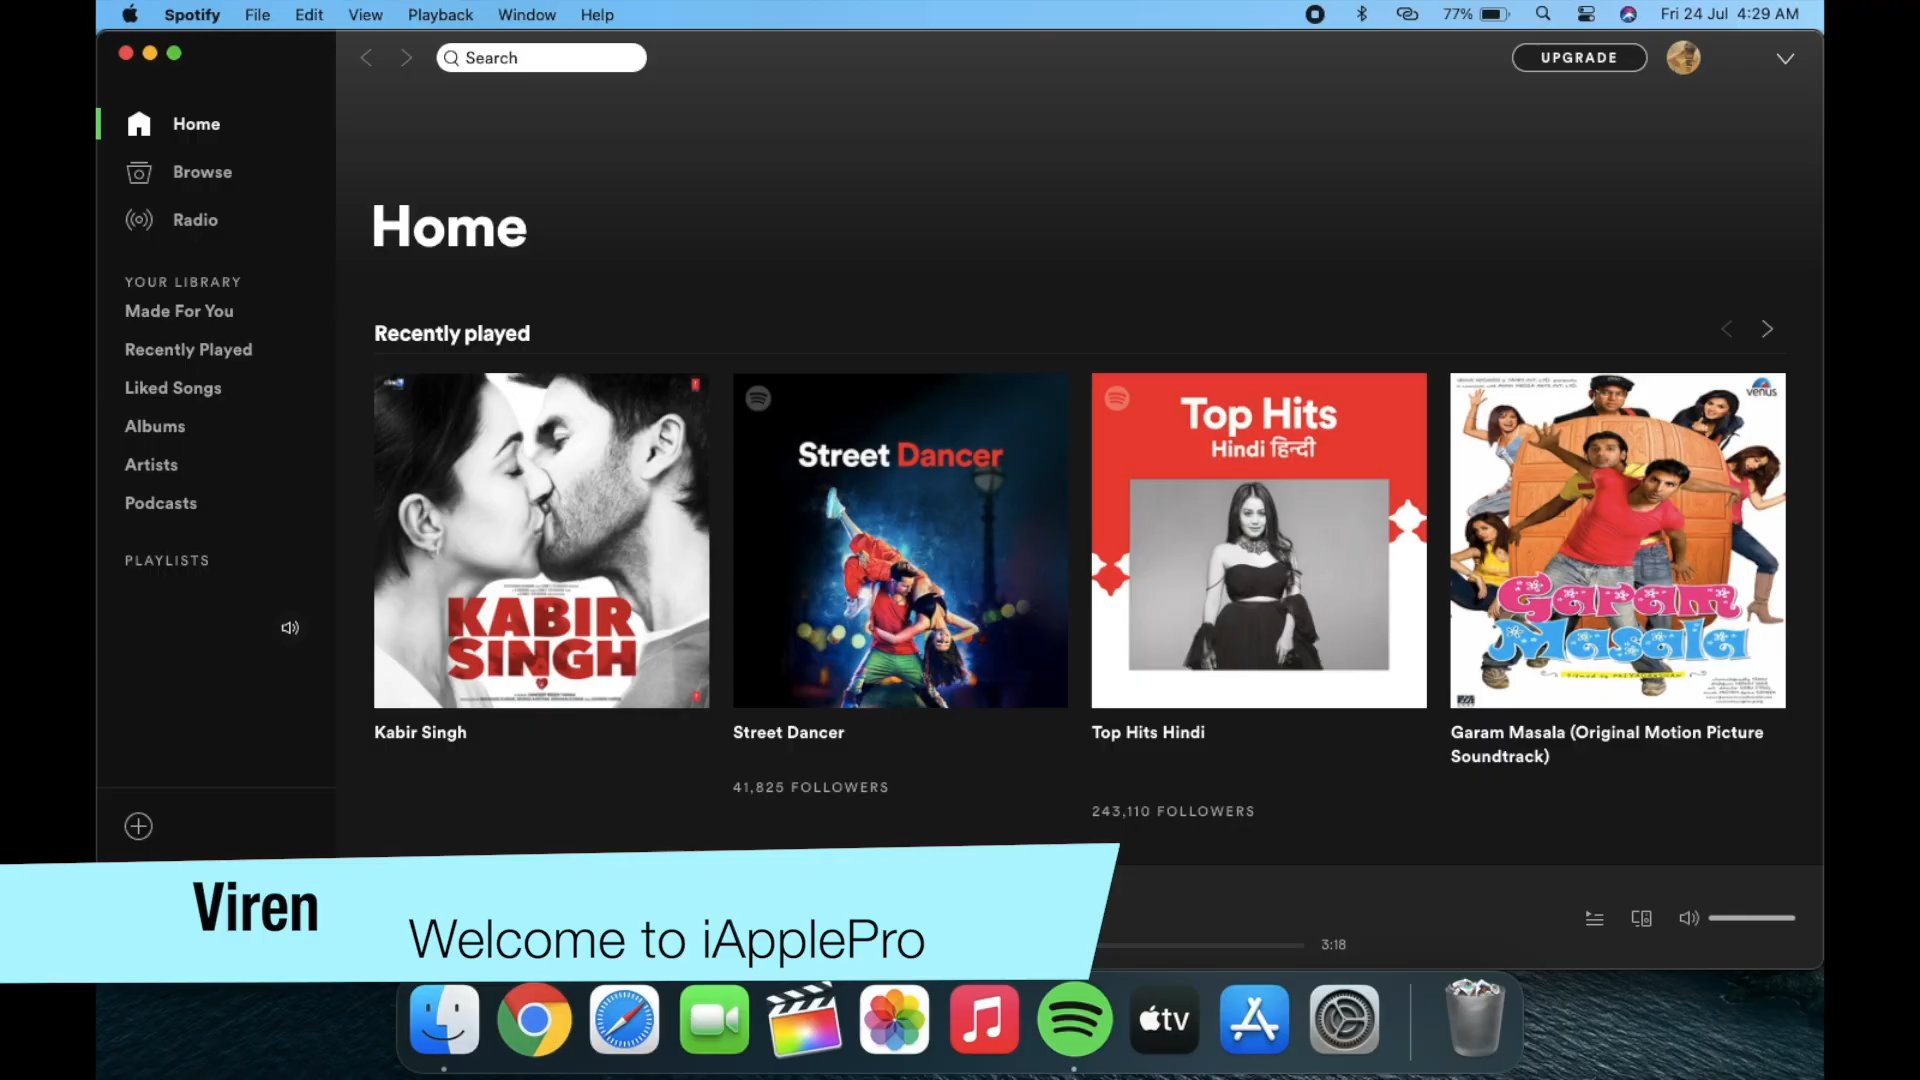 Spotify File Edit View Playback Window Help 77% Fri 24 Jul 4:29 AM
Search
UPGRADE
Home
Browse
Radio
YOUR LIBRARY
Made For You
Recently Played
Liked Songs
Albums
Artists
Podcasts
PLAYLISTS
Home
Recently played
KABIR
SINGH
Kabir Singh
Street Dancer
Street Dancer
41,825 FOLLOWERS
Top Hits
Hindi हिन्दी
Top Hits Hindi
243,110 FOLLOWERS
venus
Garam
Masala
Garam Masala (Original Motion Picture
Soundtrack)
Viren
Welcome to iApplePro
3:18
tv